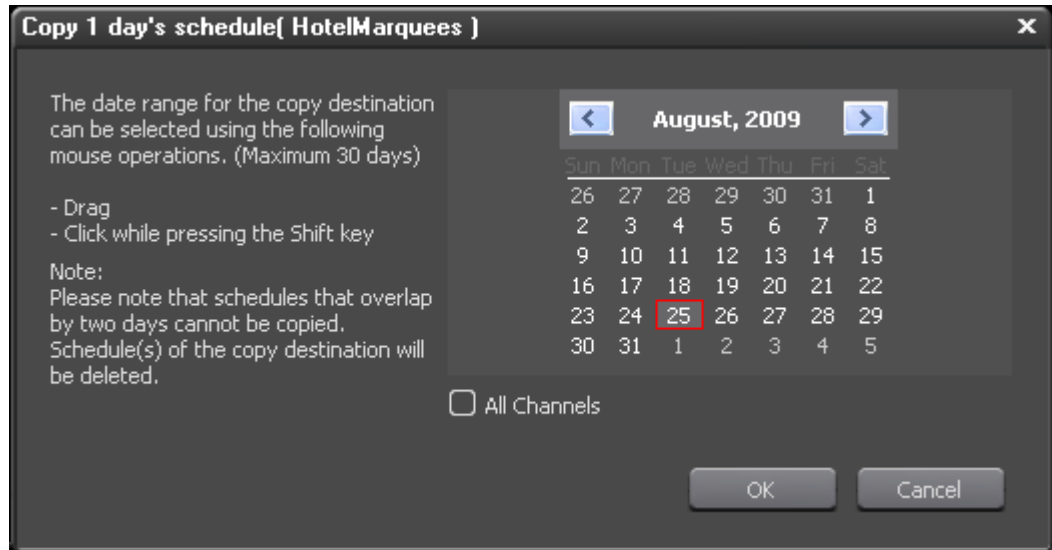 Copy 1 day's schedule( HotelMarquees )
The date range for the copy destination
can be selected using the following
mouse operations. (Maximum 30 days)
- Drag
- Click while pressing the Shift key
Note:
Please note that schedules that overlap
by two days cannot be copied.
Schedule(s) of the copy destination will
be deleted.
August, 2009
Sun Mon Tue Wed Thu Fri Sat
26 27 28 29 30 31 1
2 3 4 5 6 7 8
9 10 11 12 13 14 15
16 17 18 19 20 21 22
23 24 25 26 27 28 29
30 31 1 2 3 4 5
All Channels
OK Cancel